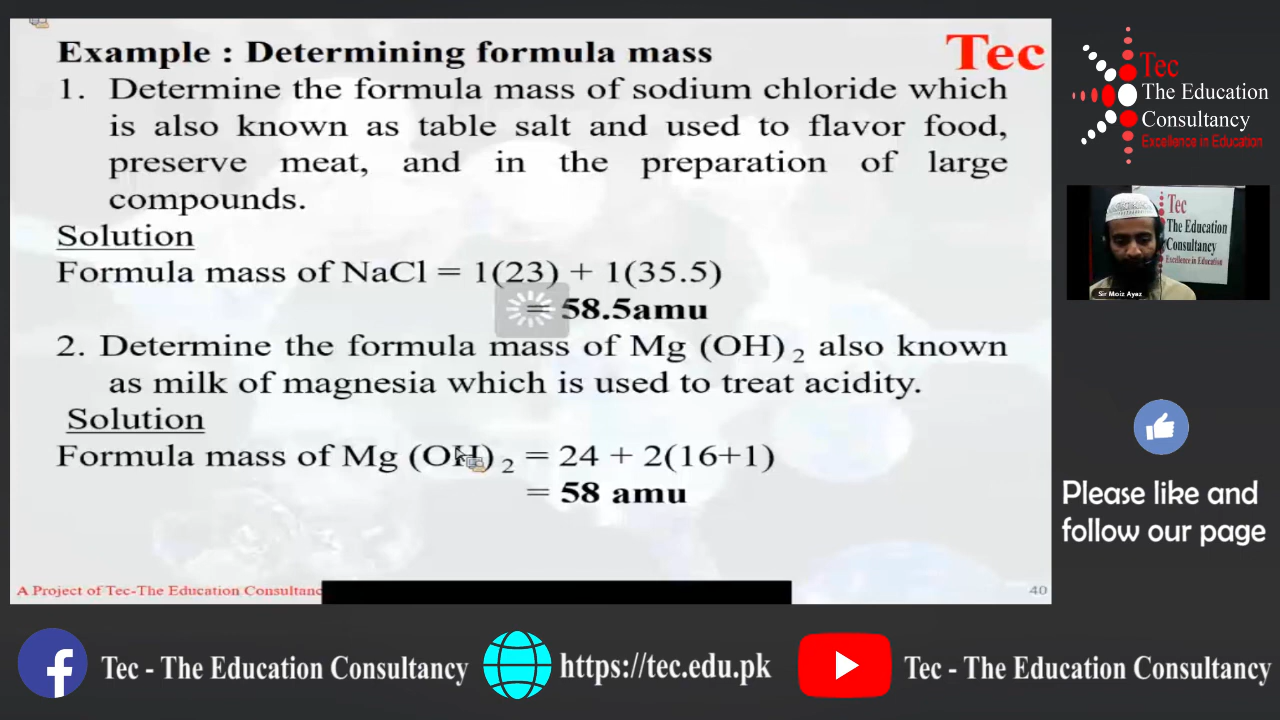 Example : Determining formula mass
Tec
1. Determine the formula mass of sodium chloride which
is also known as table salt and used to flavor food,
preserve meat, and in the preparation of large
compounds.
Solution
Formula mass of NaCl = 1(23) + 1(35.5)
= 58.5amu
2. Determine the formula mass of Mg (OH) 2 also known
as milk of magnesia which is used to treat acidity.
Solution
Formula mass of Mg (OH) 2 = 24 + 2(16+1)
= 58 amu
A Project of Tec-The Education Consultanc
40
Tec
The Education
Consultancy
Excellence in Education
Tec
The Education
Consultancy
Excellence in Education
Sir Moiz Ayaz
Please like and
follow our page
Tec - The Education Consultancy
https://tec.edu.pk
Tec - The Education Consultancy